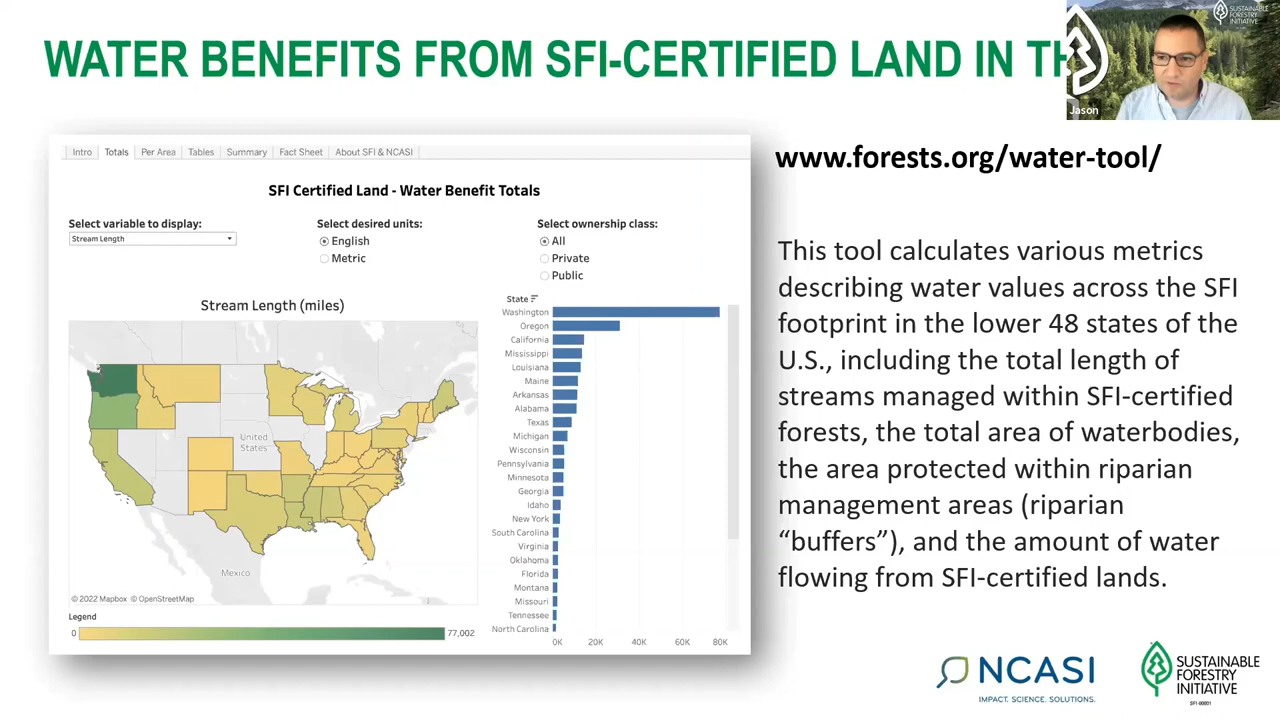 WATER BENEFITS FROM SFI-CERTIFIED LAND IN TH
SUSTAINABLE
FORESTRY
INITIATIVE
Jason
Intro Totals Per Area Tables Summary Fact Sheet About SFI & NCASI
SFI Certified Land - Water Benefit Totals
Select variable to display:
Stream Length
Select desired units:
English
Metric
Select ownership class:
All
Private
Public
Stream Length (miles)
United
States
Mexico
© 2022 Mapbox © OpenStreetMap
Legend
0 77,002
State
Washington
Oregon
California
Mississippi
Louisiana
Maine
Arkansas
Alabama
Texas
Michigan
Wisconsin
Pennsylvania
Minnesota
Georgia
Idaho
New York
South Carolina
Virginia
Oklahoma
Florida
Montana
Missouri
Tennessee
North Carolina
0K 20K 40K 60K 80K
www.forests.org/water-tool/
This tool calculates various metrics
describing water values across the SFI
footprint in the lower 48 states of the
U.S., including the total length of
streams managed within SFI-certified
forests, the total area of waterbodies,
the area protected within riparian
management areas (riparian
“buffers”), and the amount of water
flowing from SFI-certified lands.
NCASI
IMPACT. SCIENCE. SOLUTIONS.
SUSTAINABLE
FORESTRY
INITIATIVE
SFI-00001